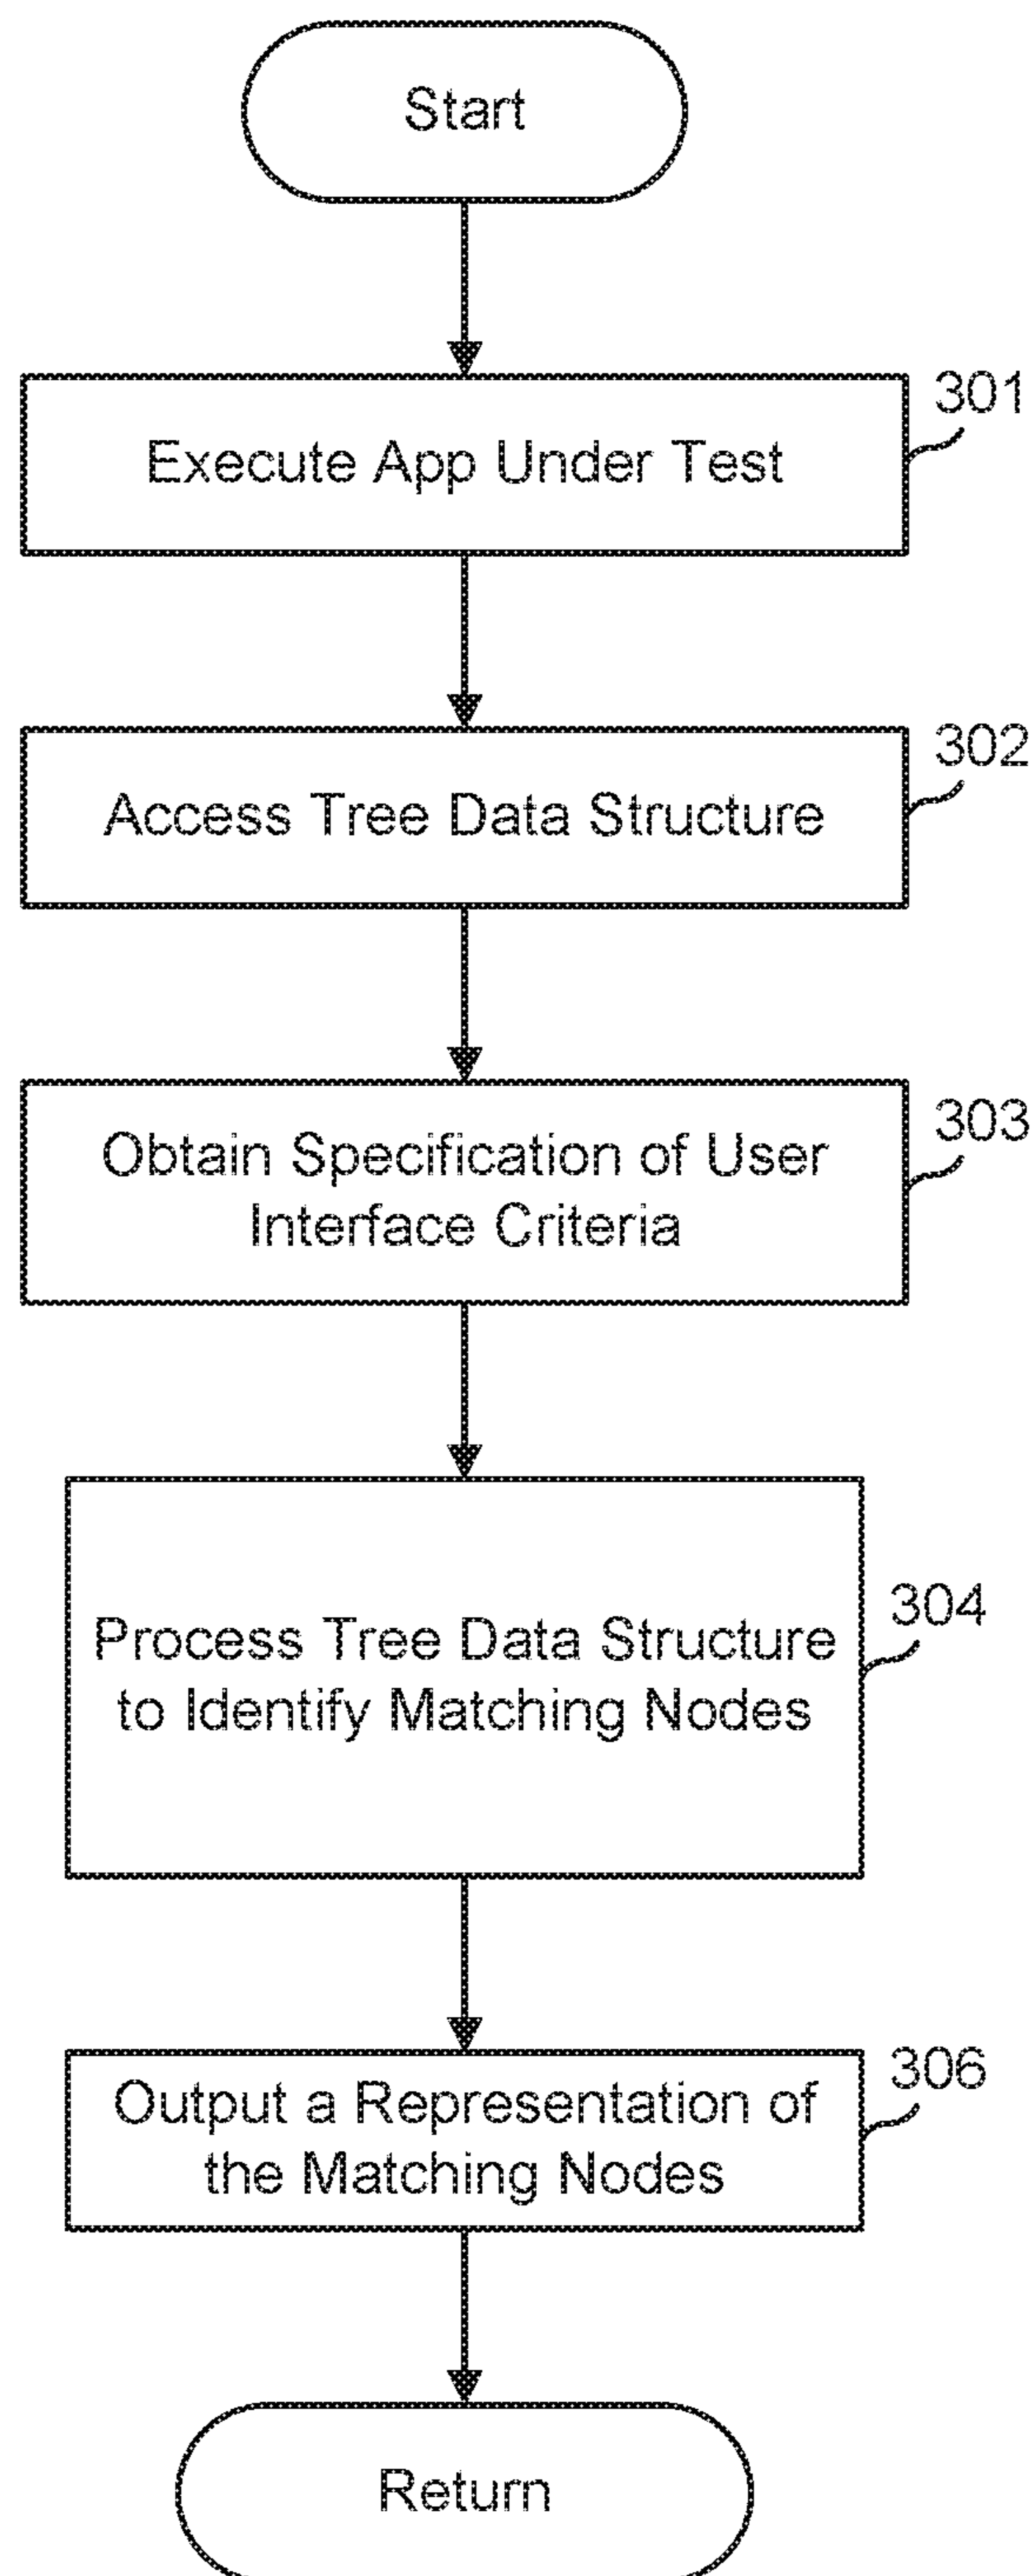 Start
301
Execute App Under Test
302
Access Tree Data Structure
303
Obtain Specification of User
Interface Criteria
304
Process Tree Data Structure
to Identify Matching Nodes
306
Output a Representation of
the Matching Nodes
Return